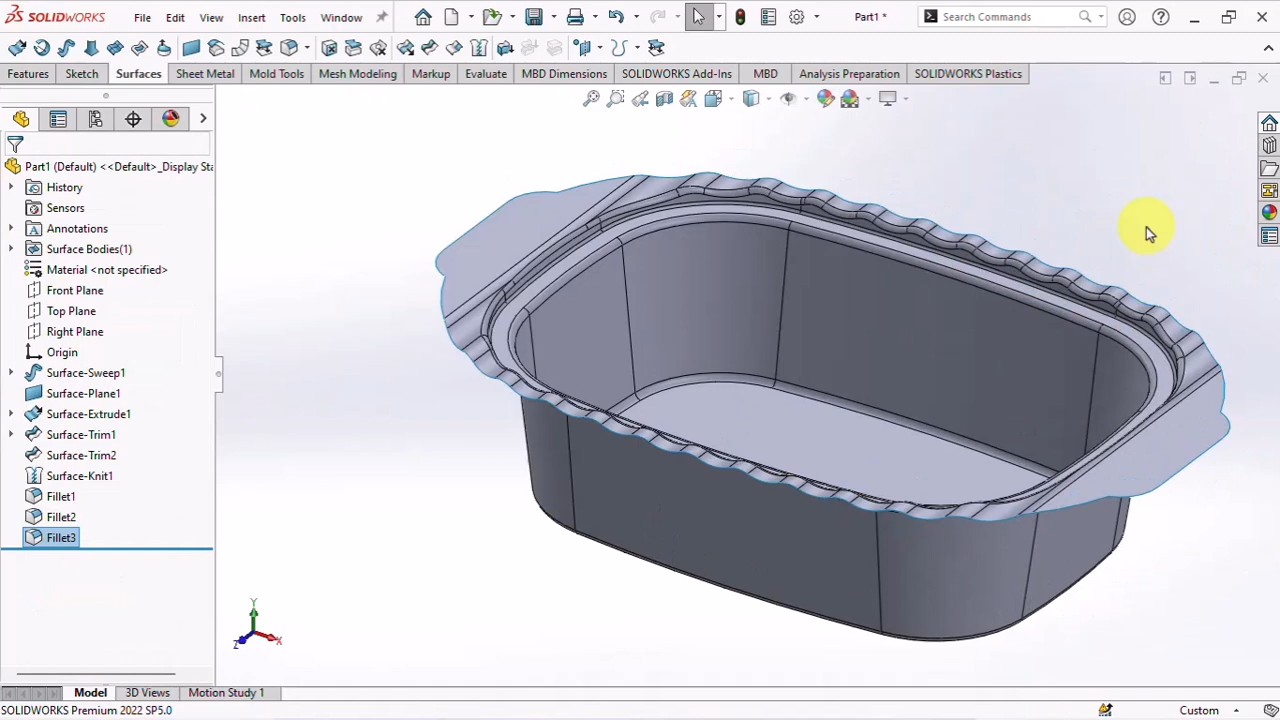 SOLIDWORKS File Edit View Insert Tools Window Part1 * Search Commands
Features Sketch Surfaces Sheet Metal Mold Tools Mesh Modeling Markup Evaluate MBD Dimensions SOLIDWORKS Add-Ins MBD Analysis Preparation SOLIDWORKS Plastics
Part1 (Default) <<Default>_Display Sta
History
Sensors
Annotations
Surface Bodies(1)
Material <not specified>
Front Plane
Top Plane
Right Plane
Origin
Surface-Sweep1
Surface-Plane1
Surface-Extrude1
Surface-Trim1
Surface-Trim2
Surface-Knit1
Fillet1
Fillet2
Fillet3
Y
Z X
Model 3D Views Motion Study 1
SOLIDWORKS Premium 2022 SP5.0 Custom